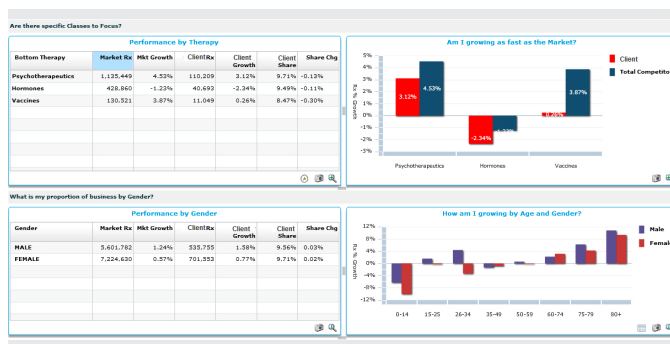 Are there specific Classes to Focus?
Performance by Therapy
Bottom Therapy Market Rx Mkt Growth ClientRx Client Growth Client Share Share Chg
Psychotherapeutics 1,135,449 4.53% 110,209 3.12% 9.71% -0.13%
Hormones 428,860 -1.23% 40,693 -2.34% 9.49% -0.11%
Vaccines 130,521 3.87% 11,049 0.26% 8.47% -0.30%
Am I growing as fast as the Market?
Rx % Growth
5%
4%
3%
2%
1%
0%
-1%
-2%
-3%
3.12% 4.53%
-2.34%
0.26% 3.87%
Psychotherapeutics Hormones Vaccines
Client
Total Competito
What is my proportion of business by Gender?
Performance by Gender
Gender Market Rx Mkt Growth ClientRx Client Growth Client Share Share Chg
MALE 5,601,782 1.24% 535,755 1.58% 9.56% 0.03%
FEMALE 7,224,630 0.57% 701,553 0.77% 9.71% 0.02%
How am I growing by Age and Gender?
Rx % Growth
12%
8%
4%
0%
-4%
-8%
-12%
0-14 15-25 26-34 35-49 50-59 60-74 75-79 80+
Male
Female